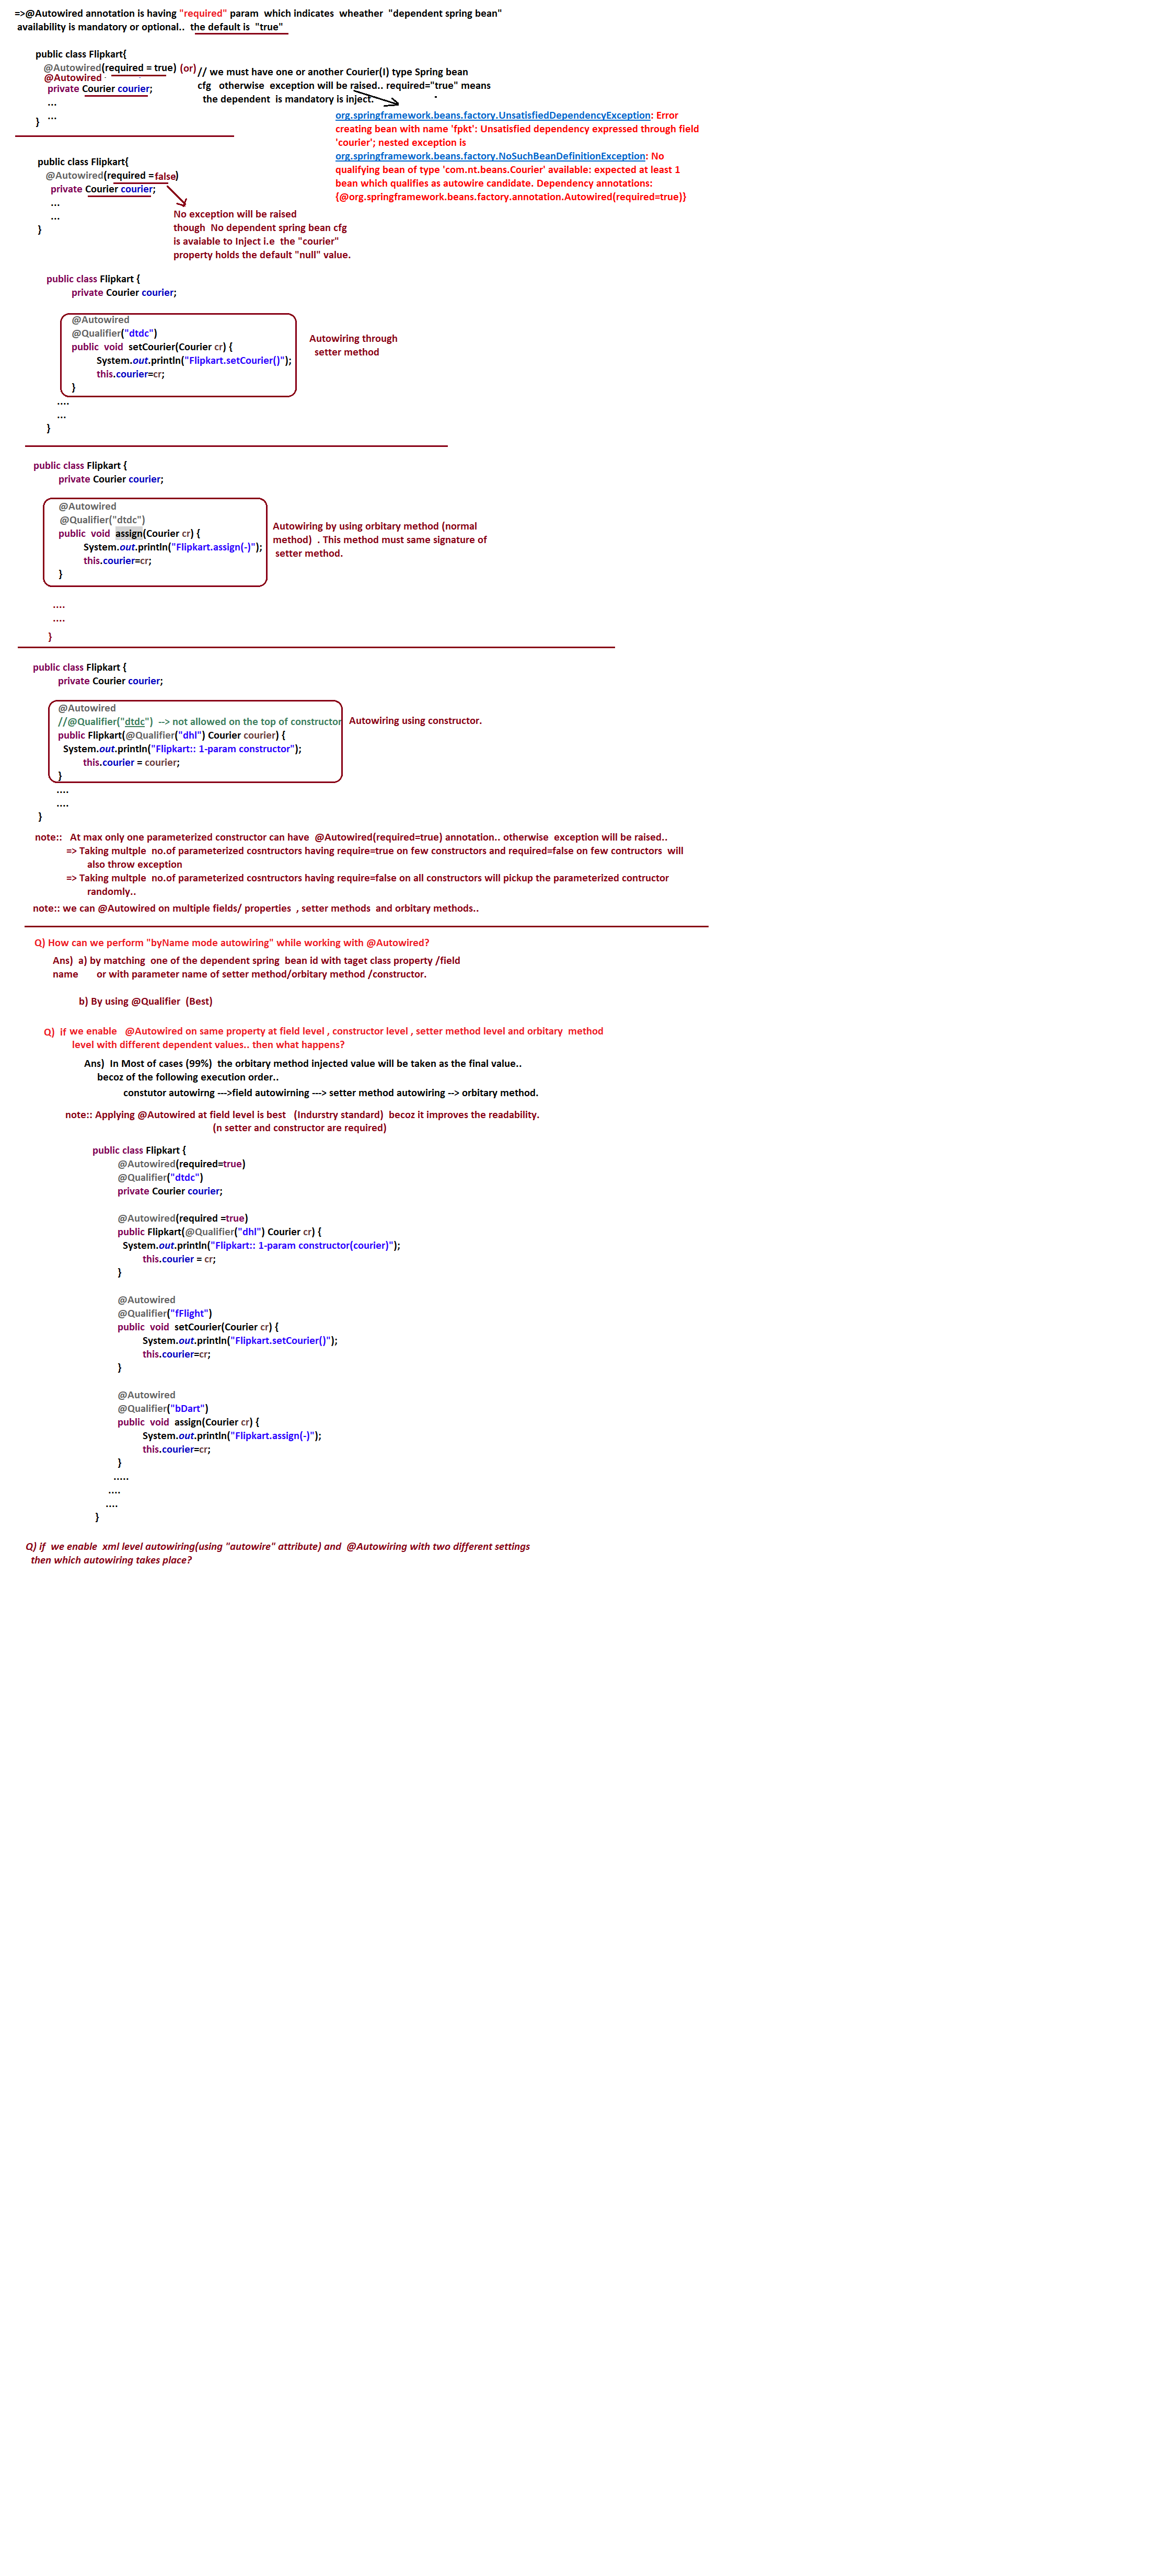 =>@Autowired annotation is having "required" param  which indicates  wheather  "dependent spring bean"
availability is mandatory or optional..  the default is  "true"
public class Flipkart{
@Autowired(required = true) (or)
@Autowired
private Courier courier;
...
...
}
// we must have one or another Courier(I) type Spring bean
cfg   otherwise  exception will be raised.. required="true" means
the dependent  is mandatory is inject.
org.springframework.beans.factory.UnsatisfiedDependencyException: Error
creating bean with name 'fpkt': Unsatisfied dependency expressed through field
'courier'; nested exception is
org.springframework.beans.factory.NoSuchBeanDefinitionException: No
qualifying bean of type 'com.nt.beans.Courier' available: expected at least 1
bean which qualifies as autowire candidate. Dependency annotations:
{@org.springframework.beans.factory.annotation.Autowired(required=true)}
public class Flipkart{
@Autowired(required =false)
private Courier courier;
...
...
}
No exception will be raised
though  No dependent spring bean cfg
is avaiable to Inject i.e  the "courier"
property holds the default "null" value.
public class Flipkart {
private Courier courier;
@Autowired
@Qualifier("dtdc")
public  void  setCourier(Courier cr) {
System.out.println("Flipkart.setCourier()");
this.courier=cr;
}
....
...
}
Autowiring through
setter method
public class Flipkart {
private Courier courier;
@Autowired
@Qualifier("dtdc")
public  void  assign(Courier cr) {
System.out.println("Flipkart.assign(-)");
this.courier=cr;
}
....
....
}
Autowiring by using orbitary method (normal
method)  . This method must same signature of
setter method.
public class Flipkart {
private Courier courier;
@Autowired
//@Qualifier("dtdc")  --> not allowed on the top of constructor
public Flipkart(@Qualifier("dhl") Courier courier) {
System.out.println("Flipkart:: 1-param constructor");
this.courier = courier;
}
....
....
}
Autowiring using constructor.
note::   At max only one parameterized constructor can have  @Autowired(required=true) annotation.. otherwise  exception will be raised..
=> Taking multple  no.of parameterized cosntructors having require=true on few constructors and required=false on few contructors  will
also throw exception
=> Taking multple  no.of parameterized cosntructors having require=false on all constructors will pickup the parameterized contructor
randomly..
note:: we can @Autowired on multiple fields/ properties  , setter methods  and orbitary methods..
Q) How can we perform "byName mode autowiring" while working with @Autowired?
Ans)  a) by matching  one of the dependent spring  bean id with taget class property /field
name       or with parameter name of setter method/orbitary method /constructor.
b) By using @Qualifier  (Best)
Q)  if we enable   @Autowired on same property at field level , constructor level , setter method level and orbitary  method
level with different dependent values.. then what happens?
Ans)  In Most of cases (99%)  the orbitary method injected value will be taken as the final value..
becoz of the following execution order..
constutor autowirng --->field autowirning ---> setter method autowiring --> orbitary method.
note:: Applying @Autowired at field level is best   (Indurstry standard)  becoz it improves the readability.
(n setter and constructor are required)
public class Flipkart {
@Autowired(required=true)
@Qualifier("dtdc")
private Courier courier;
@Autowired(required =true)
public Flipkart(@Qualifier("dhl") Courier cr) {
System.out.println("Flipkart:: 1-param constructor(courier)");
this.courier = cr;
}
@Autowired
@Qualifier("fFlight")
public  void  setCourier(Courier cr) {
System.out.println("Flipkart.setCourier()");
this.courier=cr;
}
@Autowired
@Qualifier("bDart")
public  void  assign(Courier cr) {
System.out.println("Flipkart.assign(-)");
this.courier=cr;
}
.....
....
....
}
Q) if  we enable  xml level autowiring(using "autowire" attribute) and  @Autowiring with two different settings
then which autowiring takes place?